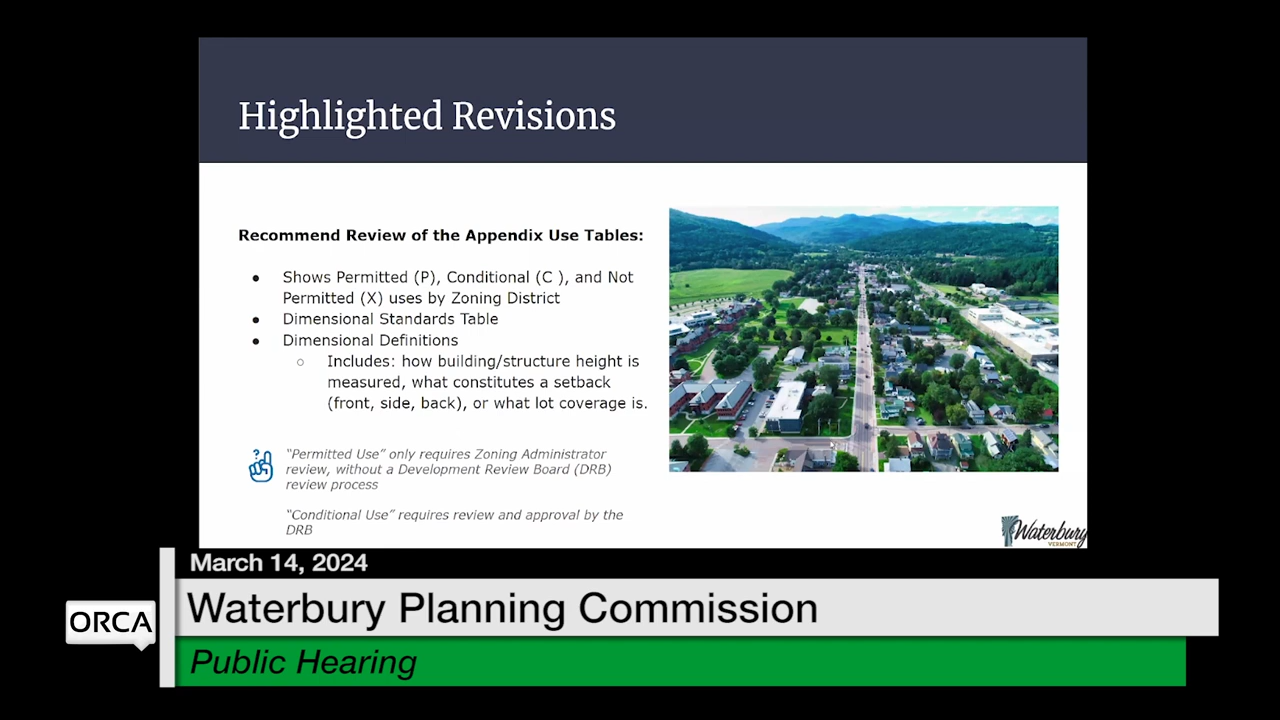 Highlighted Revisions
Recommend Review of the Appendix Use Tables:
● Shows Permitted (P), Conditional (C ), and Not
Permitted (X) uses by Zoning District
● Dimensional Standards Table
● Dimensional Definitions
○ Includes: how building/structure height is
measured, what constitutes a setback
(front, side, back), or what lot coverage is.
"Permitted Use" only requires Zoning Administrator
review, without a Development Review Board (DRB)
review process
"Conditional Use" requires review and approval by the
DRB
Waterbury
VERMONT
March 14, 2024
Waterbury Planning Commission
ORCA
Public Hearing